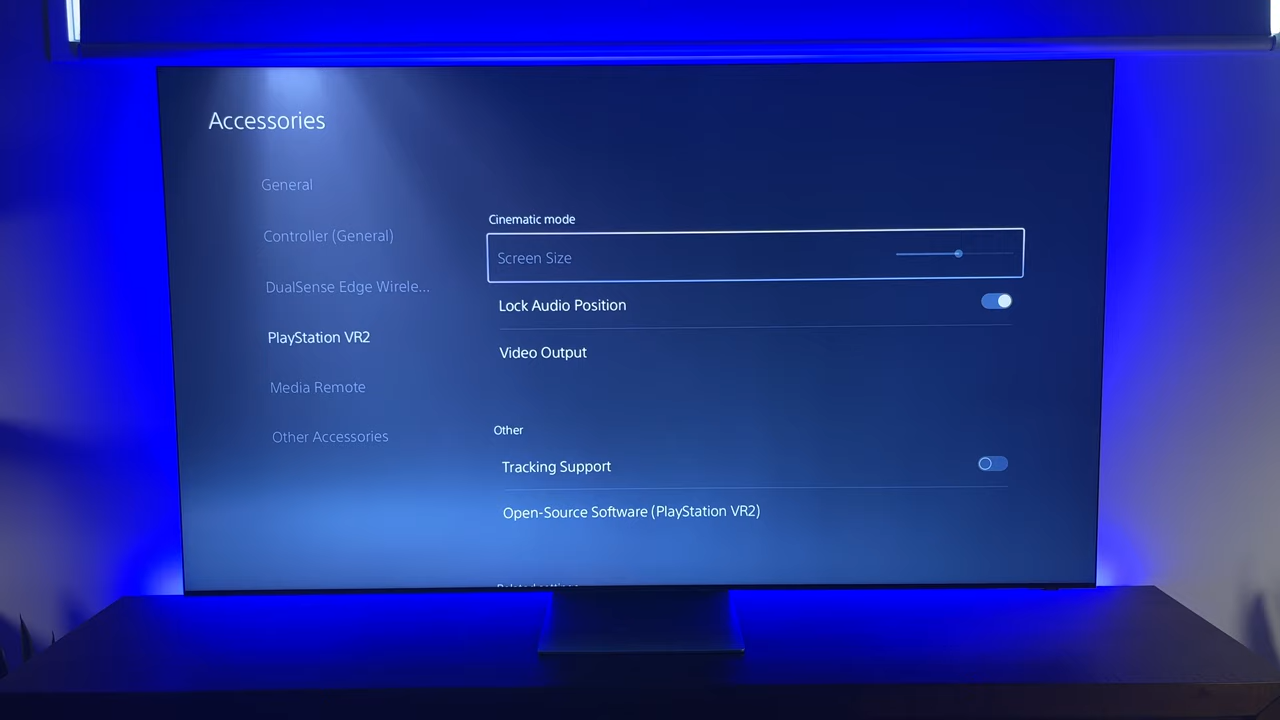 Accessories
General
Controller (General)
DualSense Edge Wirele...
PlayStation VR2
Media Remote
Other Accessories
Cinematic mode
Screen Size
Lock Audio Position
Video Output
Other
Tracking Support
Open-Source Software (PlayStation VR2)